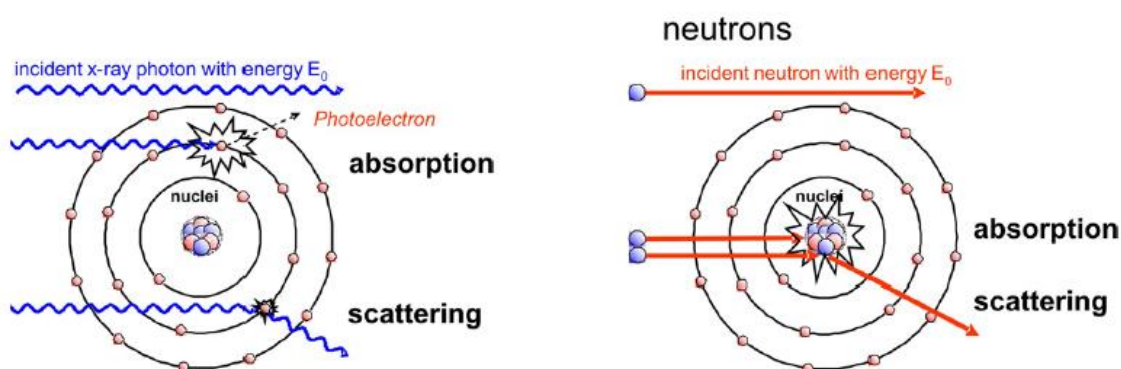 incident x-ray photon with energy E₀
Photoelectron
absorption
nuclei
scattering
neutrons
incident neutron with energy E₀
nuclei
absorption
scattering